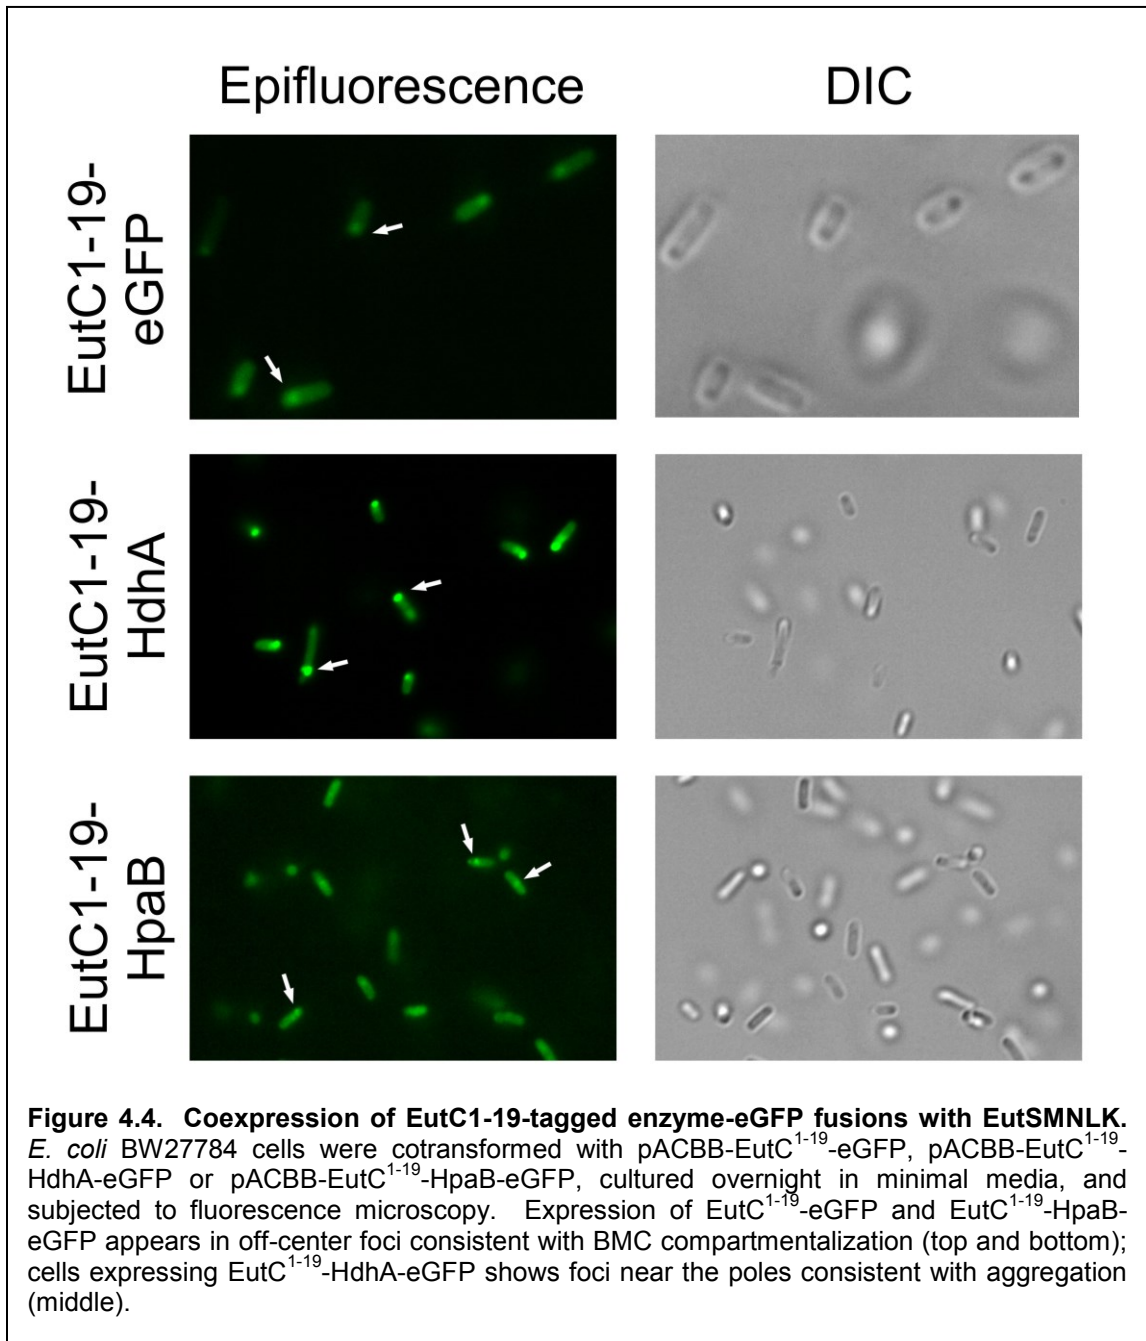 Epifluorescence DIC
EutC1-19-
eGFP
EutC1-19-
HdhA
EutC1-19-
HpaB
Figure 4.4. Coexpression of EutC1-19-tagged enzyme-eGFP fusions with EutSMNLK.
E. coli BW27784 cells were cotransformed with pACBB-EutC1-19-eGFP, pACBB-EutC1-19-
HdhA-eGFP or pACBB-EutC1-19-HpaB-eGFP, cultured overnight in minimal media, and
subjected to fluorescence microscopy. Expression of EutC1-19-eGFP and EutC1-19-HpaB-
eGFP appears in off-center foci consistent with BMC compartmentalization (top and bottom);
cells expressing EutC1-19-HdhA-eGFP shows foci near the poles consistent with aggregation
(middle).